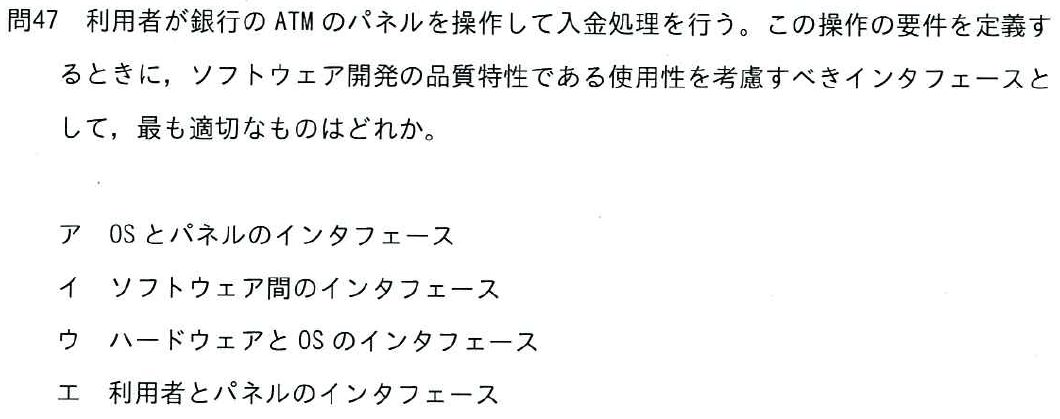 問47 利用者が銀行の ATM のパネルを操作して入金処理を行う。この操作の要件を定義す
るときに，ソフトウェア開発の品質特性である使用性を考慮すべきインタフェースと
して，最も適切なものはどれか。
ア OS とパネルのインタフェース
イ ソフトウェア間のインタフェース
ウ ハードウェアと OS のインタフェース
エ 利用者とパネルのインタフェース